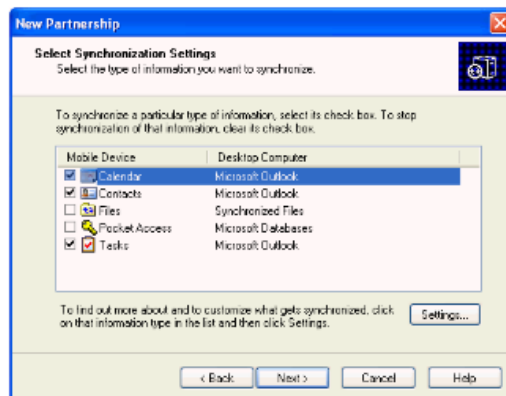 New Partnership
Select Synchronization Settings
Select the type of information you want to synchronize.
To synchronize a particular type of information, select its check box. To stop
synchronization of that information, clear its check box.
Mobile Device Desktop Computer
Calendar Microsoft Outlook
Contacts Microsoft Outlook
Files Synchronized Files
Pocket Access Microsoft Databases
Tasks Microsoft Outlook
To find out more about and to customize what gets synchronized, click
on that information type in the list and then click Settings.
Settings...
< Back Next > Cancel Help